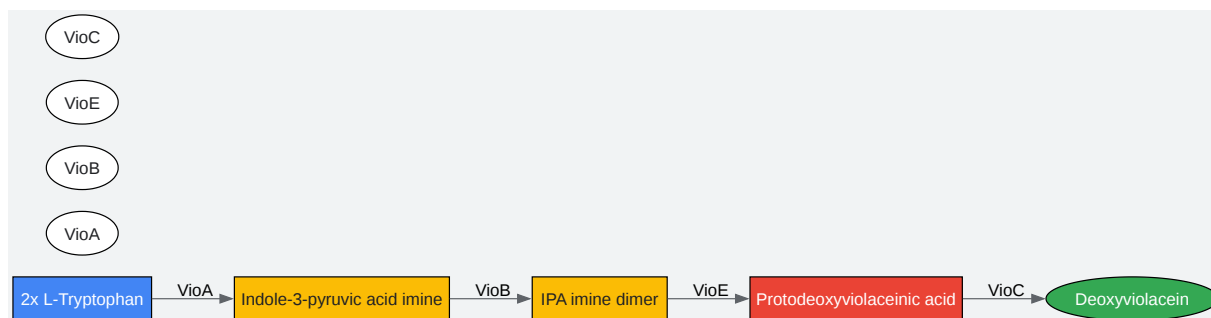 VioC
VioE
VioB
VioA
2x L-Tryptophan VioA Indole-3-pyruvic acid imine VioB IPA imine dimer VioE Protodeoxyviolaceinic acid VioC Deoxyviolacein